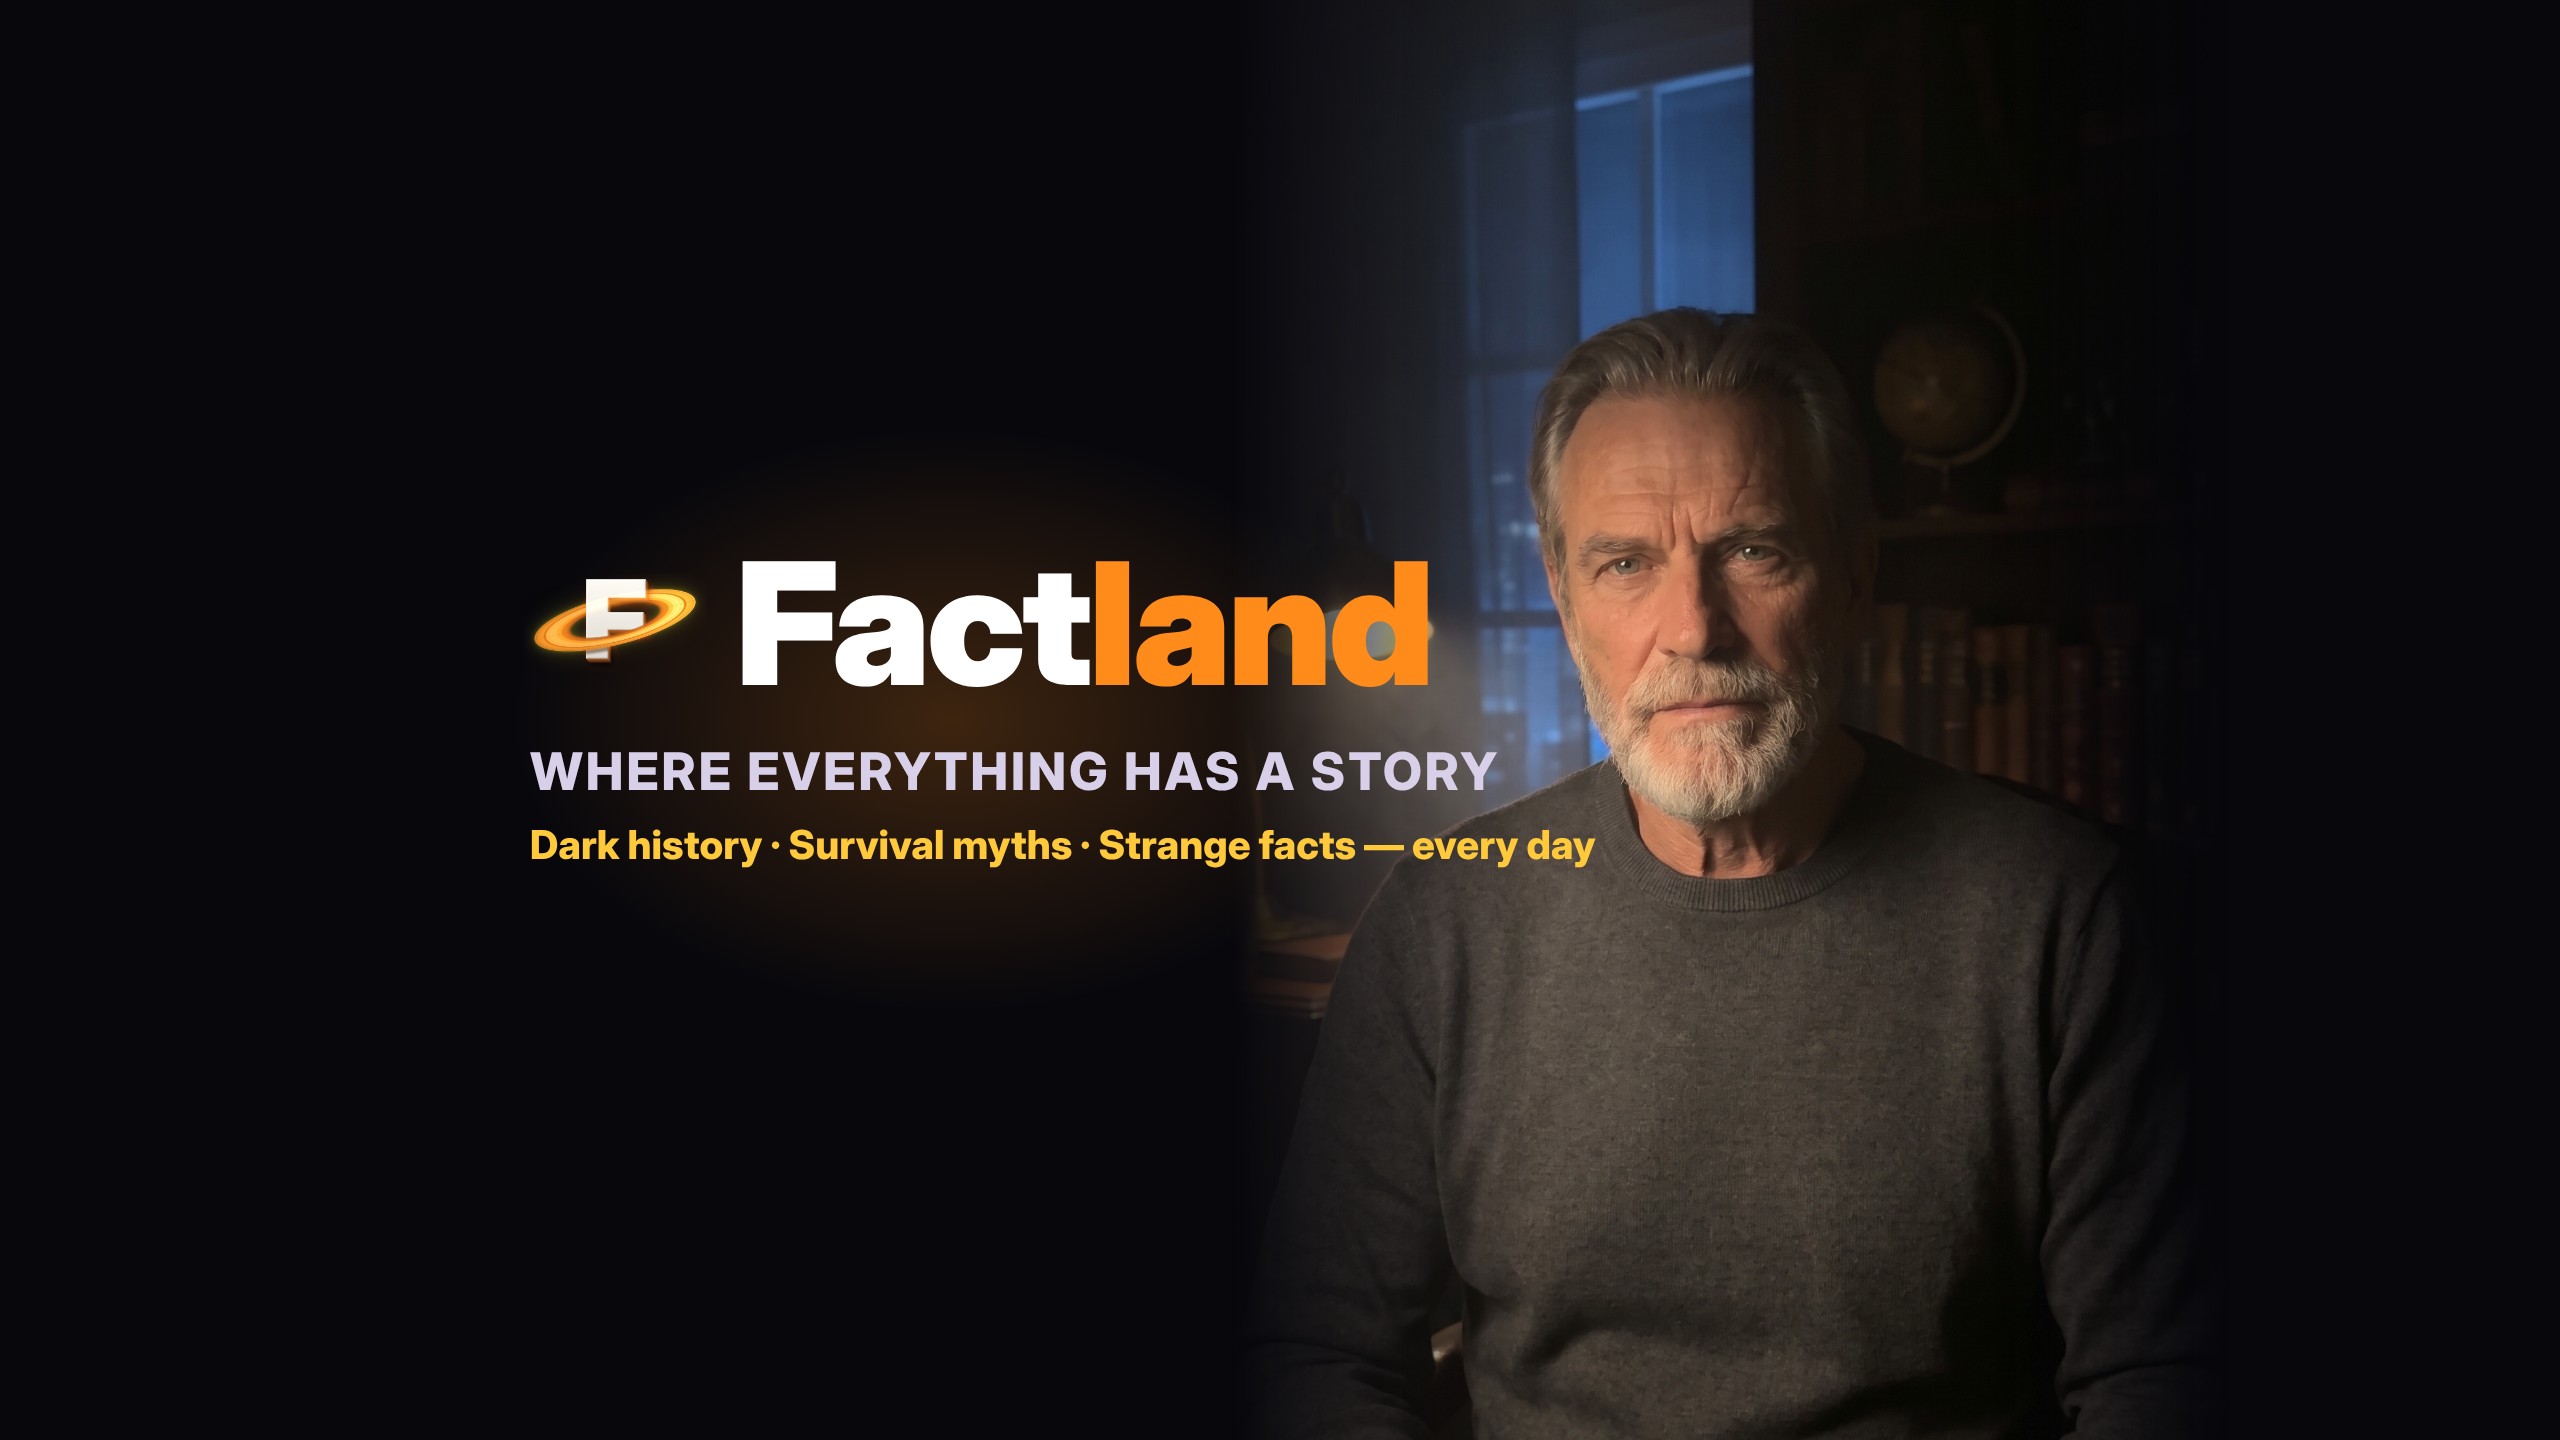 F Factland
WHERE EVERYTHING HAS A STORY
Dark history · Survival myths · Strange facts — every day